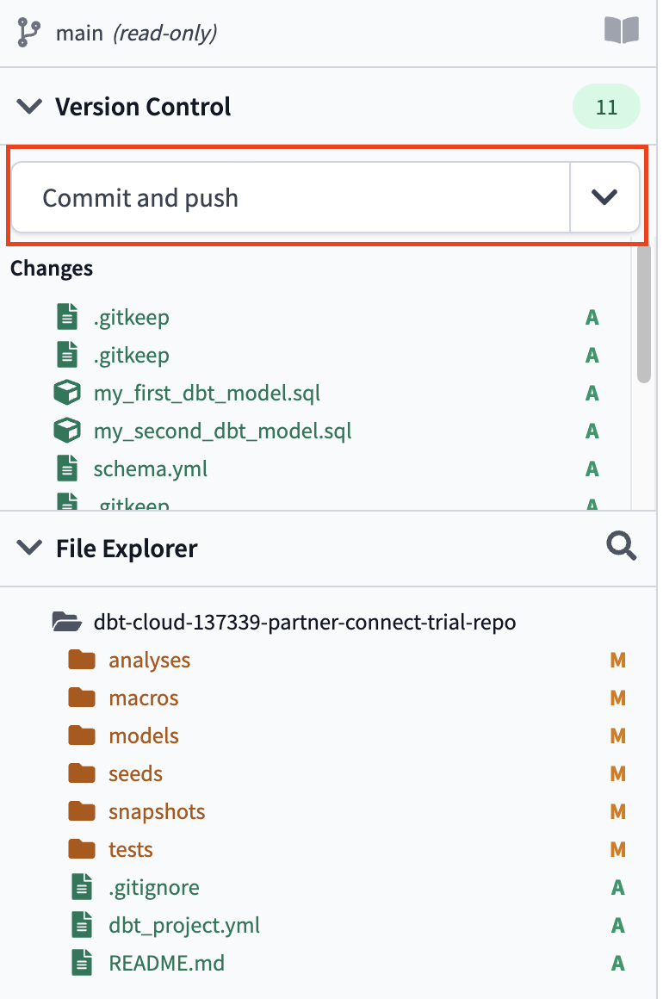 main (read-only)
Version Control 11
Commit and push
Changes
.gitkeep A
.gitkeep A
my_first_dbt_model.sql A
my_second_dbt_model.sql A
schema.yml A
.gitkeep A
File Explorer
dbt-cloud-137339-partner-connect-trial-repo
analyses M
macros M
models M
seeds M
snapshots M
tests M
.gitignore A
dbt_project.yml A
README.md A